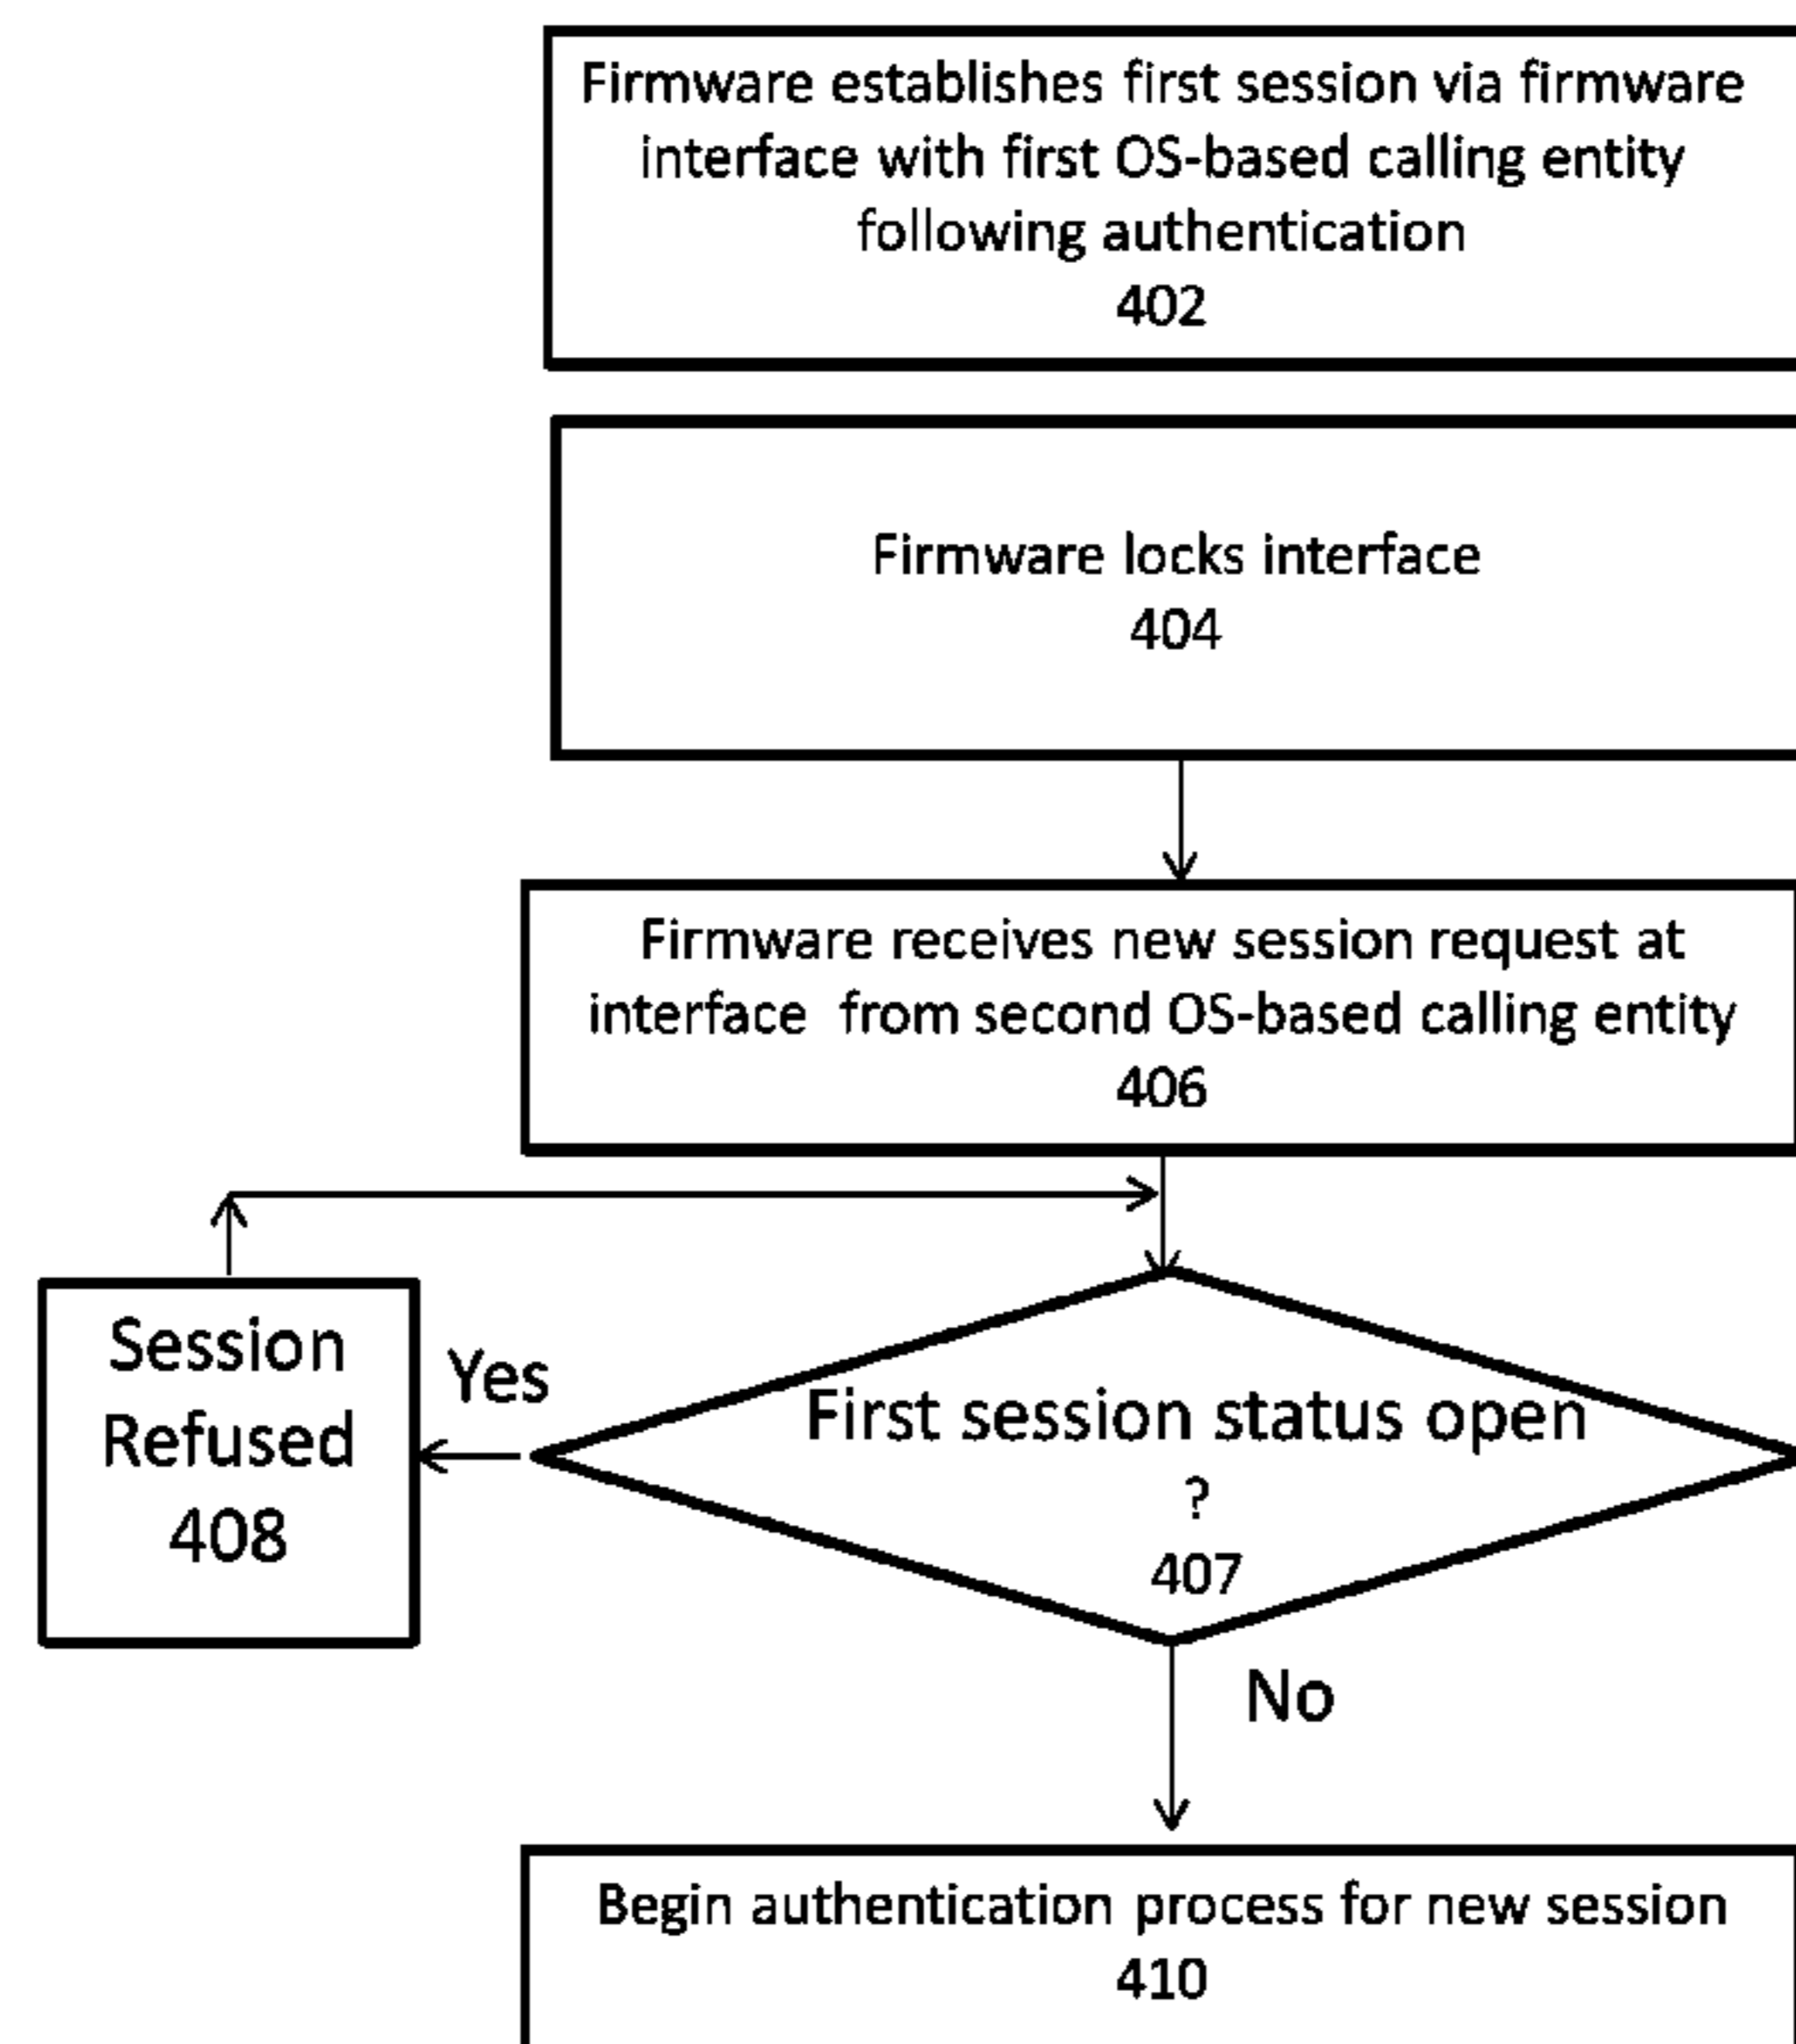 Firmware establishes first session via firmware
interface with first OS-based calling entity
following authentication
402
Firmware locks interface
404
Firmware receives new session request at
interface from second OS-based calling entity
406
Session
Refused
408
Yes
First session status open
?
407
No
Begin authentication process for new session
410